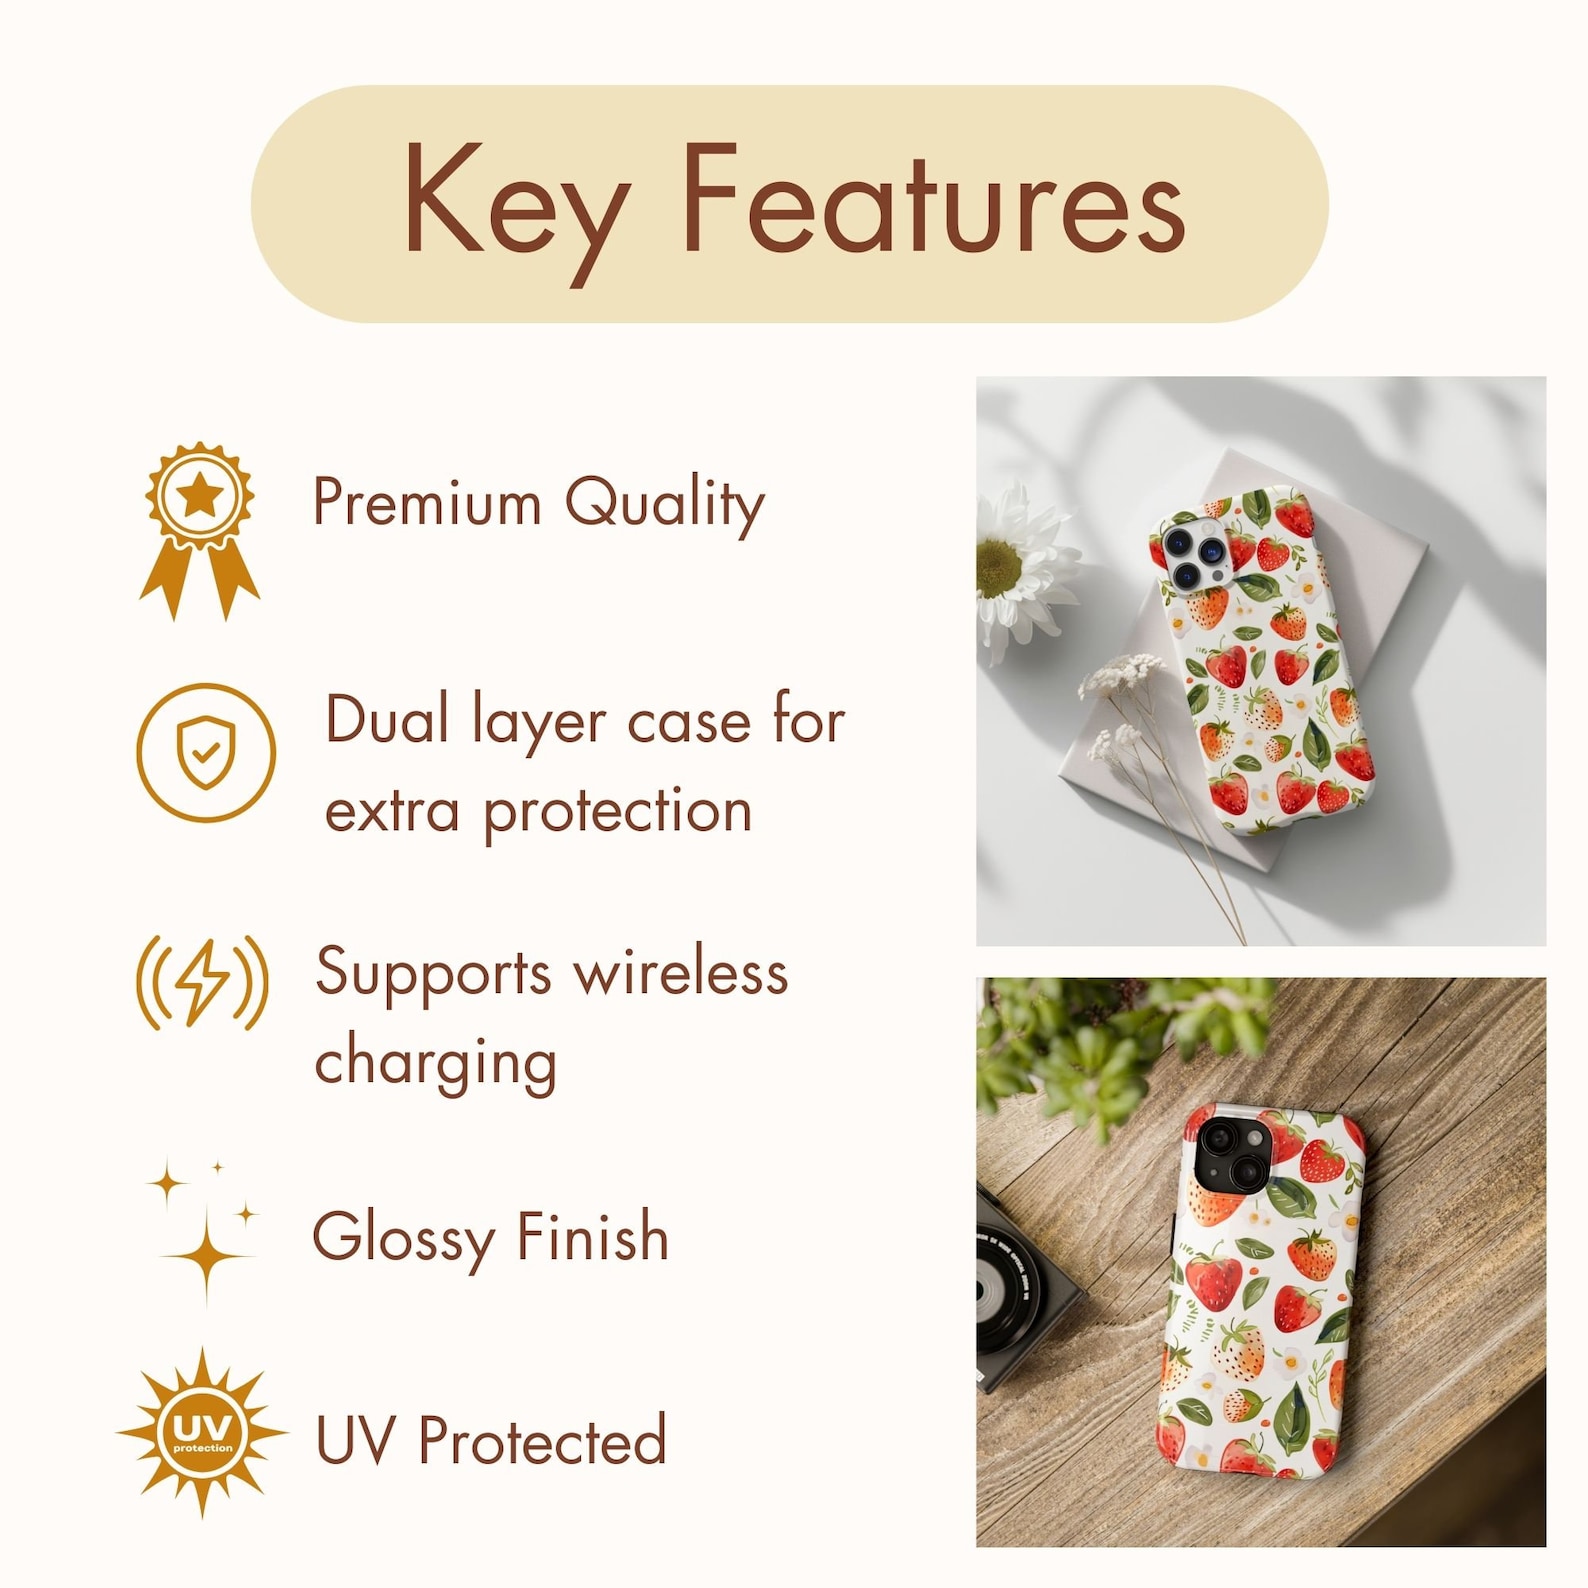 Key Features
Premium Quality
Dual layer case for
extra protection
Supports wireless
charging
Glossy Finish
UV
protection
UV Protected